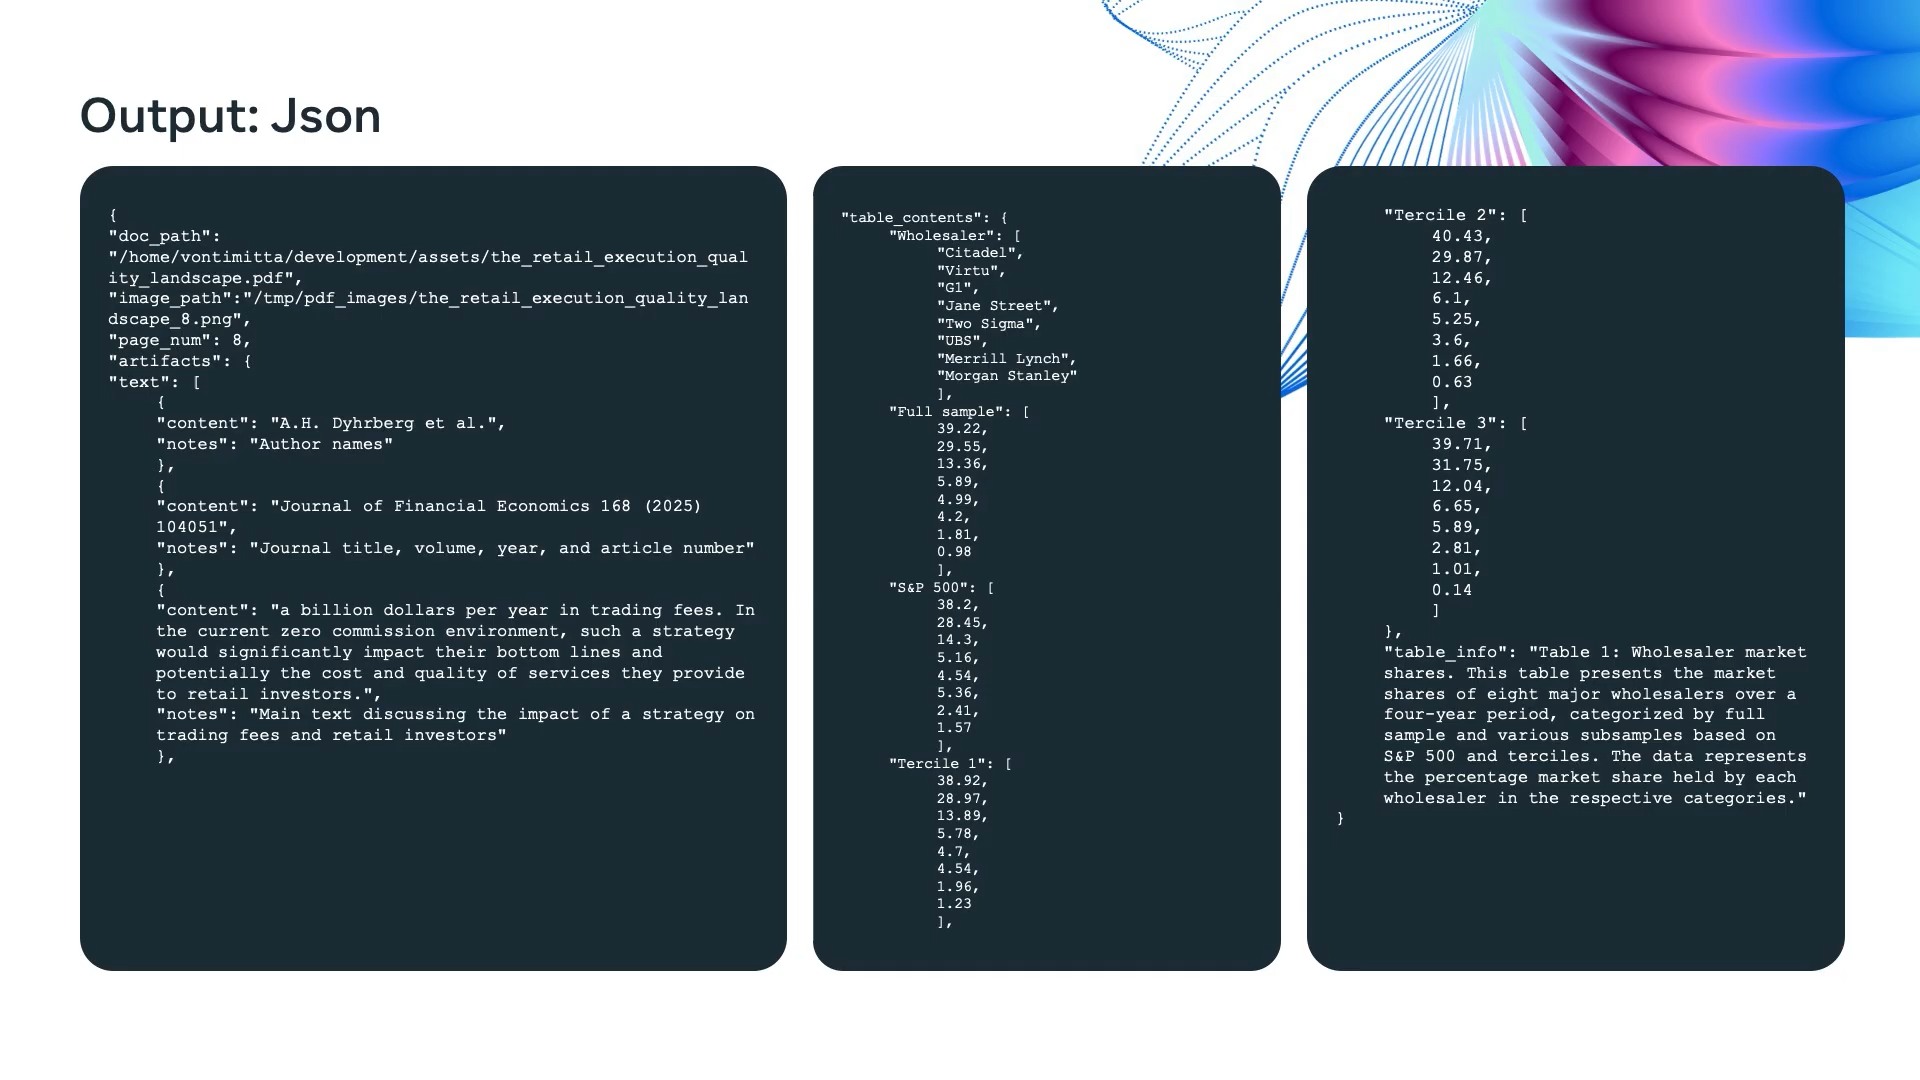 Output: Json
{
"doc_path":
"/home/vontimitta/development/assets/the_retail_execution_qual
ity_landscape.pdf",
"image_path":"/tmp/pdf_images/the_retail_execution_quality_lan
dscape_8.png",
"page_num": 8,
"artifacts": {
"text": [
{
"content": "A.H. Dyhrberg et al.",
"notes": "Author names"
},
{
"content": "Journal of Financial Economics 168 (2025)
104051",
"notes": "Journal title, volume, year, and article number"
},
{
"content": "a billion dollars per year in trading fees. In
the current zero commission environment, such a strategy
would significantly impact their bottom lines and
potentially the cost and quality of services they provide
to retail investors.",
"notes": "Main text discussing the impact of a strategy on
trading fees and retail investors"
},
"table_contents": {
"Wholesaler": [
"Citadel",
"Virtu",
"G1",
"Jane Street",
"Two Sigma",
"UBS",
"Merrill Lynch",
"Morgan Stanley"
],
"Full sample": [
39.22,
29.55,
13.36,
5.89,
4.99,
4.2,
1.81,
0.98
],
"S&P 500": [
38.2,
28.45,
14.3,
5.16,
4.54,
5.36,
2.41,
1.57
],
"Tercile 1": [
38.92,
28.97,
13.89,
5.78,
4.7,
4.54,
1.96,
1.23
],
"Tercile 2": [
40.43,
29.87,
12.46,
6.1,
5.25,
3.6,
1.66,
0.63
],
"Tercile 3": [
39.71,
31.75,
12.04,
6.65,
5.89,
2.81,
1.01,
0.14
]
},
"table_info": "Table 1: Wholesaler market
shares. This table presents the market
shares of eight major wholesalers over a
four-year period, categorized by full
sample and various subsamples based on
S&P 500 and terciles. The data represents
the percentage market share held by each
wholesaler in the respective categories."
}